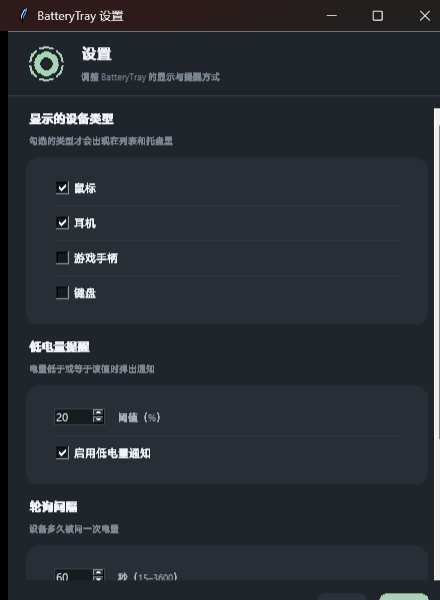 BatteryTray 设置
设置
调整 BatteryTray 的显示与提醒方式
显示的设备类型
勾选的类型才会出现在列表和托盘里
鼠标
耳机
游戏手柄
键盘
低电量提醒
电量低于或等于该值时弹出通知
20 阈值（%）
启用低电量通知
轮询间隔
设备多久被问一次电量
60 秒（15–3600）